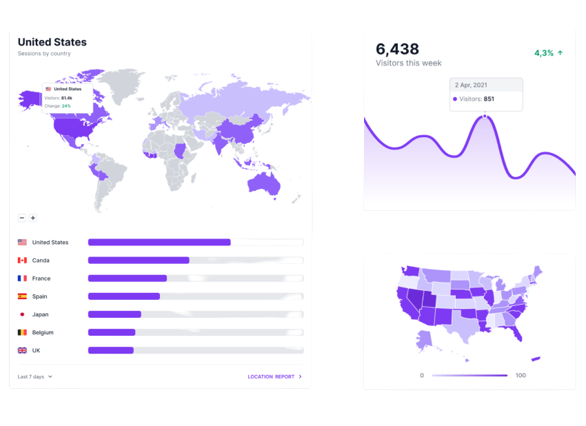 United States
Sessions by country
United States
Visitors: 81.4k
Change: 34%
United States
Canda
France
Spain
Japan
Belgium
UK
Last 7 days
LOCATION REPORT
6,438
4,3%
Visitors this week
2 Apr, 2021
Visitors: 851
0
100